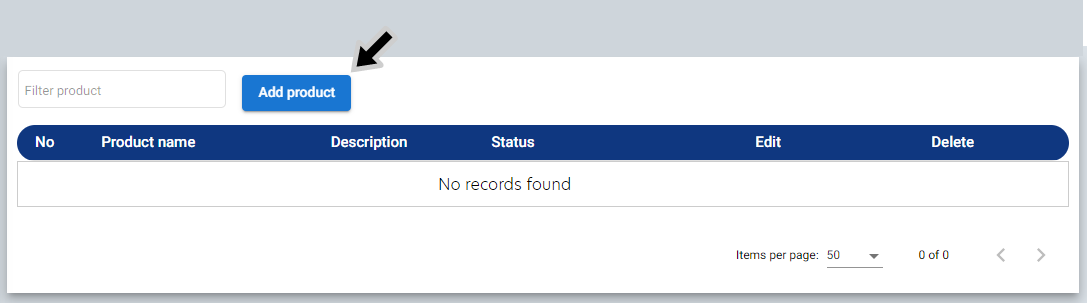 Filter product Add product
No Product name Description Status Edit Delete
No records found
Items per page: 50 0 of 0